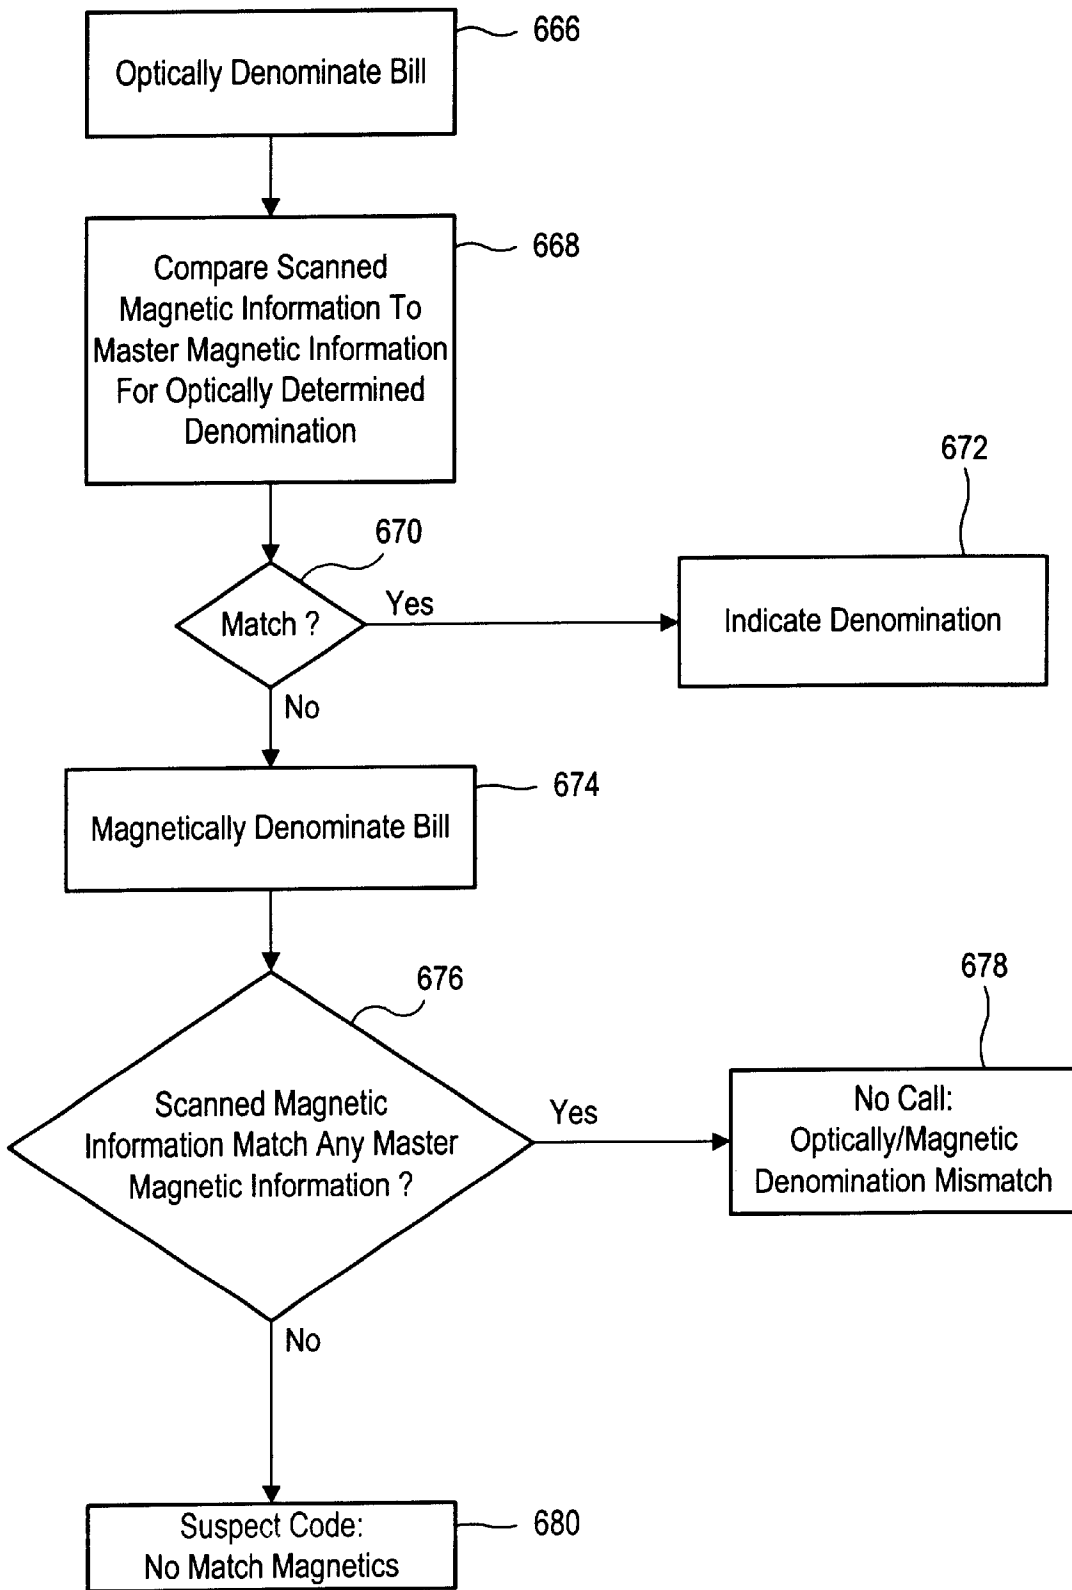 Optically Denominate Bill
666
Compare Scanned
Magnetic Information To
Master Magnetic Information
For Optically Determined
Denomination
668
670
Match ?
Yes
No
672
Indicate Denomination
Magnetically Denominate Bill
674
676
Scanned Magnetic
Information Match Any Master
Magnetic Information ?
Yes
No
678
No Call:
Optically/Magnetic
Denomination Mismatch
Suspect Code:
No Match Magnetics
680